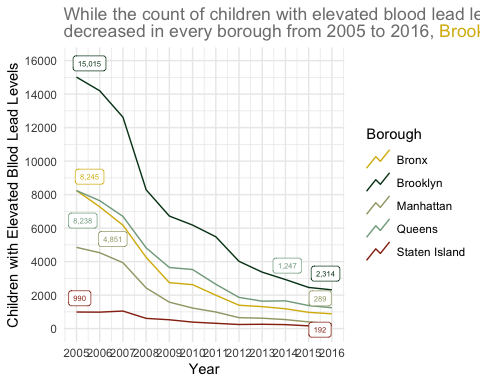 While the count of children with elevated blood lead le
decreased in every borough from 2005 to 2016, Brook
Children with Elevated Bllod Lead Levels
16000
14000
12000
10000
8000
6000
4000
2000
0
15,015
8,245
8,238
4,851
990
1,247
2,314
289
192
2005 2006 2007 2008 2009 2010 2011 2012 2013 2014 2015 2016
Year
Borough
Bronx
Brooklyn
Manhattan
Queens
Staten Island